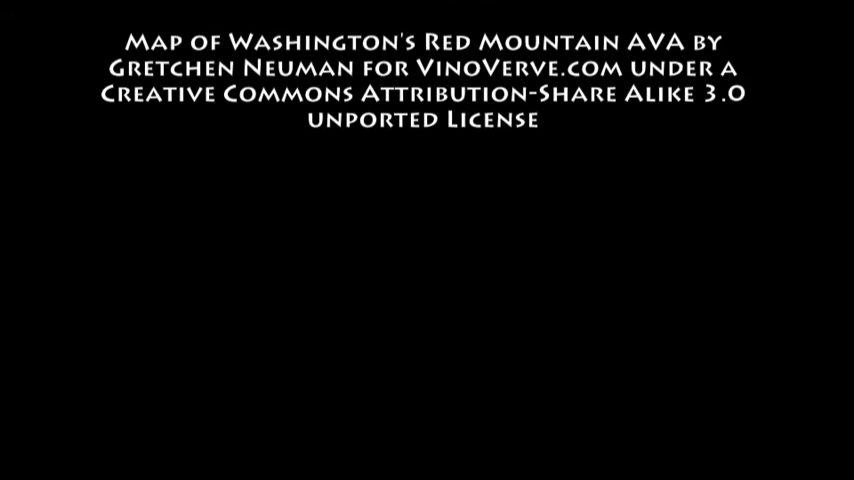 Map of Washington's Red Mountain AVA by
Gretchen Neuman for VinoVerve.com under a
Creative Commons Attribution-Share Alike 3.0
unported License